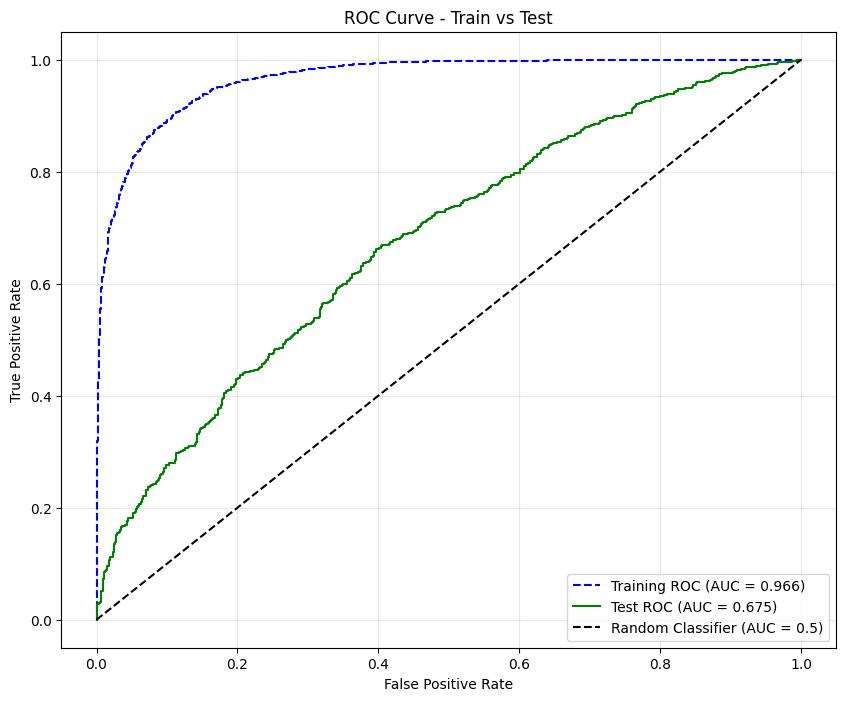 ROC Curve - Train vs Test
True Positive Rate
1.0
0.8
0.6
0.4
0.2
0.0
Training ROC (AUC = 0.966)
Test ROC (AUC = 0.675)
Random Classifier (AUC = 0.5)
0.0 0.2 0.4 0.6 0.8 1.0
False Positive Rate